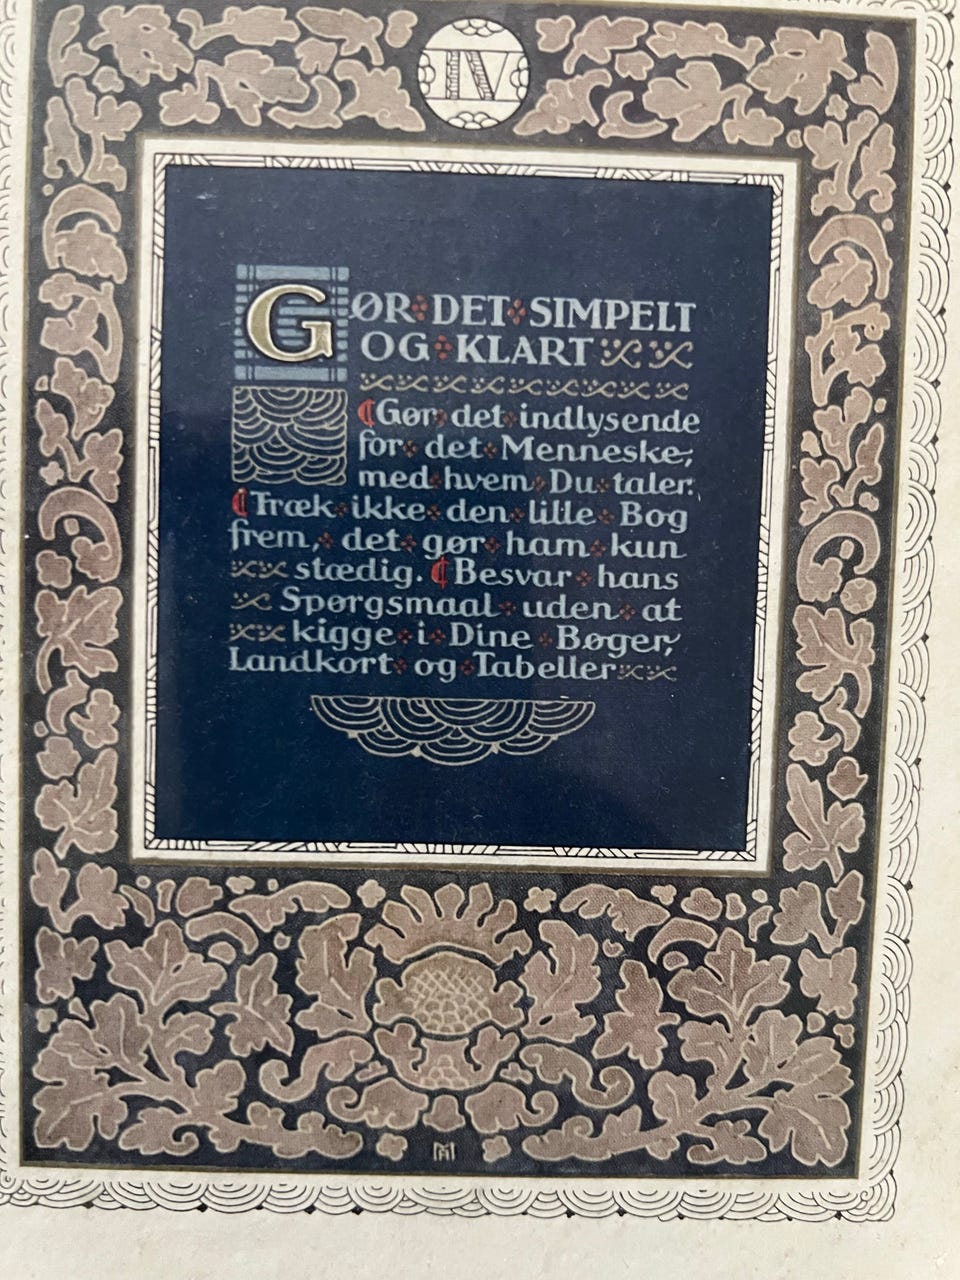 IV
GØR DET SIMPELT
OG KLART
Gør det indlysende
for det Menneske,
med hvem Du taler.
Træk ikke den lille Bog
frem, det gør ham kun
stædig. Besvar hans
Spørgsmaal uden at
kigge i Dine Bøger,
Landkort og Tabeller